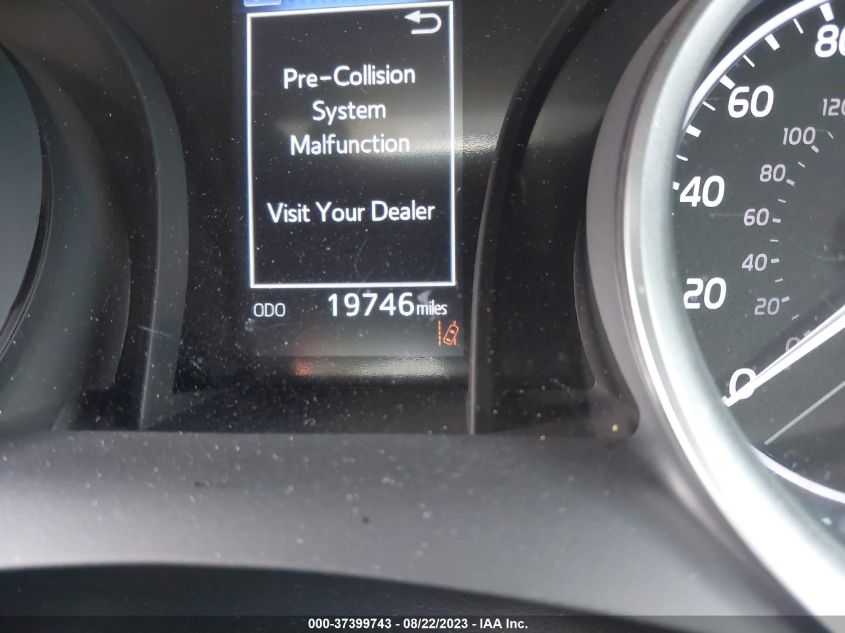 Pre-Collision
System
Malfunction
Visit Your Dealer
ODO 19746 miles
80
60
40
20
0
120
100
80
60
40
20
0
000-37399743 - 08/22/2023 - IAA Inc.